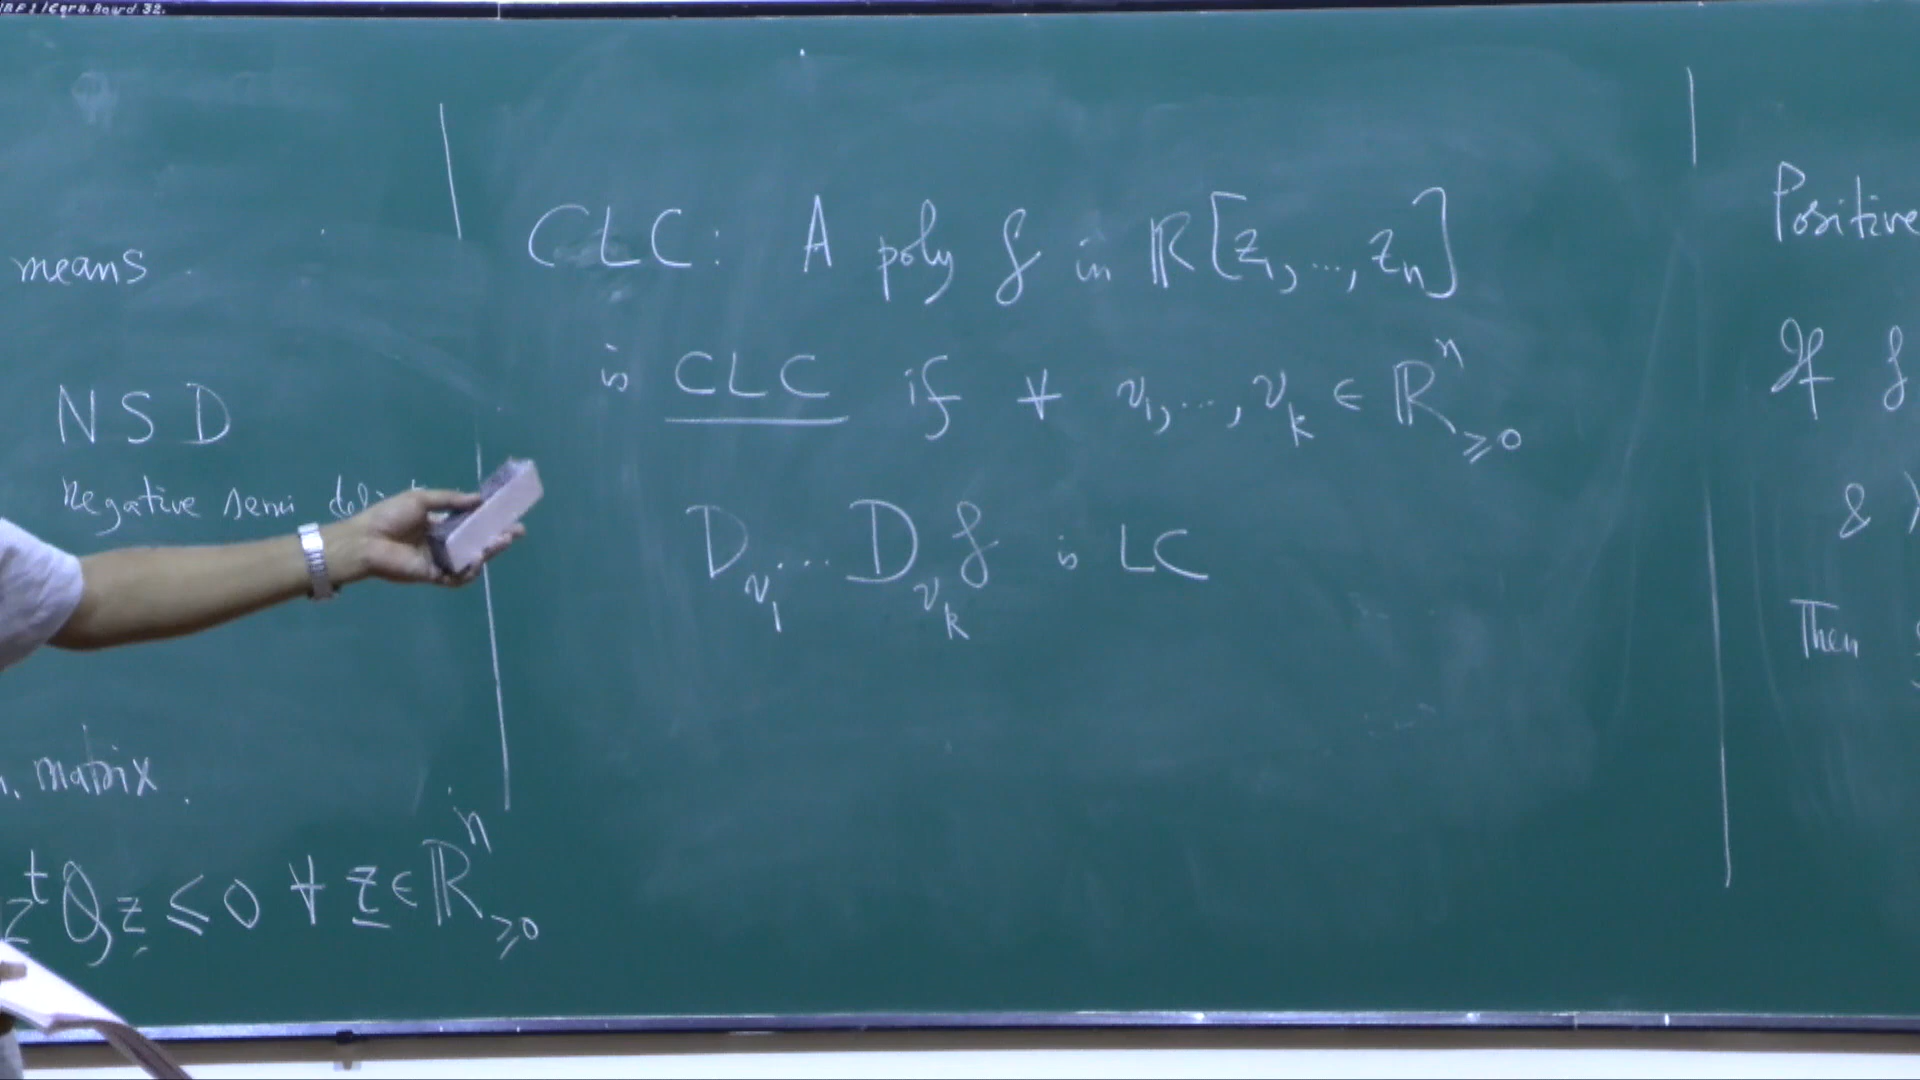 means
NSD
Negative semi
matrix.
z^t Q z ≤ 0 ∀ z ∈ ℝ^n_{≥0}
CLC: A poly f in ℝ[z_1, ..., z_n]
is CLC if ∀ v_1, ..., v_k ∈ ℝ^n_{≥0}
D_{v_1} ... D_{v_k} f is LC
Positive
If f
&
Then